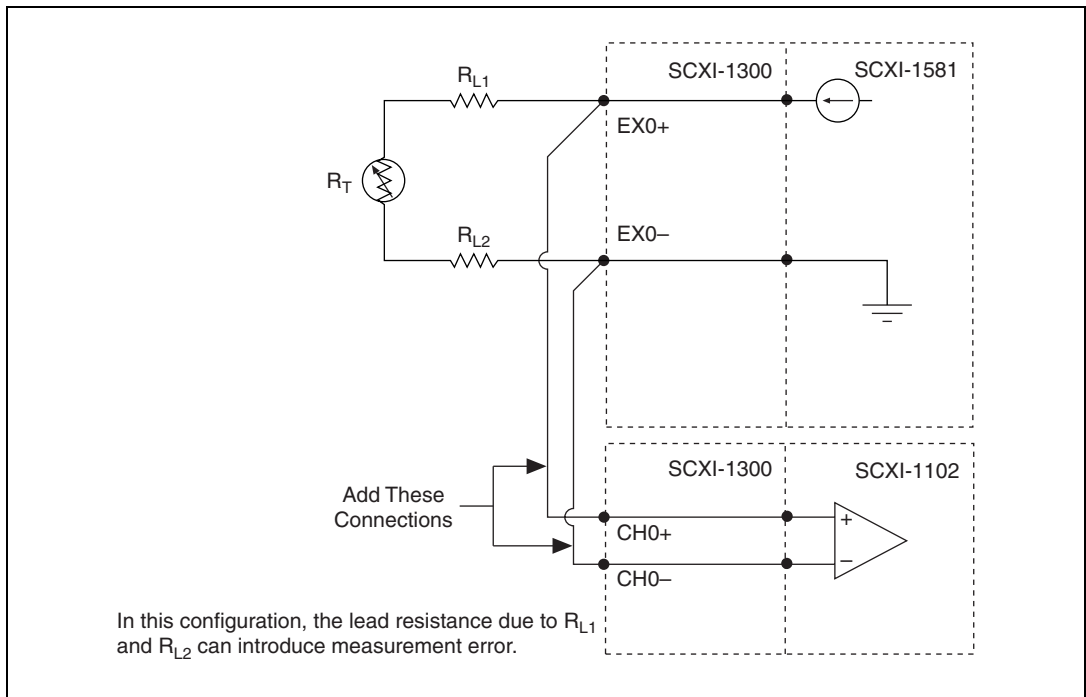 SCXI-1300
SCXI-1581
R_L1
EX0+
R_T
R_L2
EX0–
SCXI-1300
SCXI-1102
Add These
Connections
+
CH0+
–
CH0–
In this configuration, the lead resistance due to R_L1
and R_L2 can introduce measurement error.